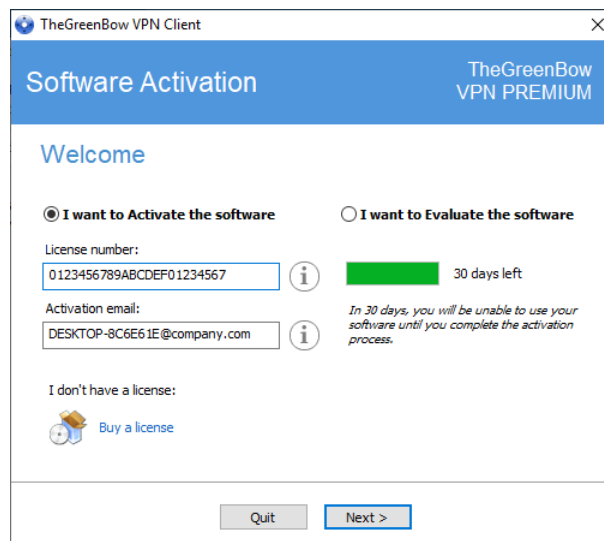 TheGreenBow VPN Client
Software Activation
TheGreenBow
VPN PREMIUM
Welcome
I want to Activate the software
License number:
0123456789ABCDEF01234567
Activation email:
DESKTOP-8C6E61E@company.com
I don't have a license:
Buy a license
I want to Evaluate the software
30 days left
In 30 days, you will be unable to use your
software until you complete the activation
process.
Quit
Next >